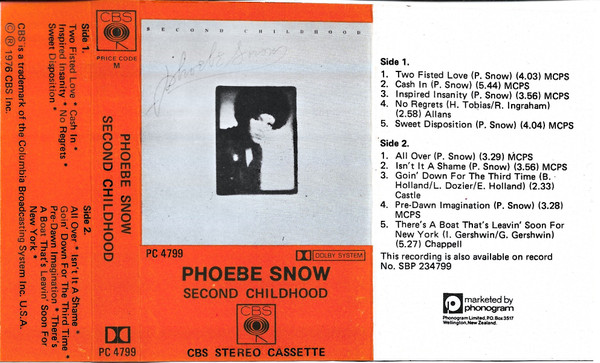 Side 1.
Two Fisted Love * Cash In *
Inspired Insanity * No Regrets *
Sweet Disposition *
CBS is a trademark of the Columbia Broadcasting System Inc. U.S.A.
© ℗ 1976 CBS Inc.
Side 2.
All Over * Isn't It A Shame *
Goin' Down For The Third Time *
Pre-Dawn Imagination * There's
A Boat That's Leavin' Soon For
New York *
CBS
PRICE CODE
M
PHOEBE SNOW
SECOND CHILDHOOD
PC 4799
SECOND CHILDHOOD
Phoebe Snow
PC 4799
DOLBY SYSTEM
PHOEBE SNOW
SECOND CHILDHOOD
CBS
CBS STEREO CASSETTE
Side 1.
1. Two Fisted Love (P. Snow) (4.03) MCPS
2. Cash In (P. Snow) (5.44) MCPS
3. Inspired Insanity (P. Snow) (3.56) MCPS
4. No Regrets (H. Tobias/R. Ingraham)
(2.58) Allans
5. Sweet Disposition (P. Snow) (4.04) MCPS
Side 2.
1. All Over (P. Snow) (3.29) MCPS
2. Isn't It A Shame (P. Snow) (3.56) MCPS
3. Goin' Down For The Third Time (B.
Holland/L. Dozier/E. Holland) (2.33)
Castle
4. Pre-Dawn Imagination (P. Snow) (3.28)
MCPS
5. There's A Boat That's Leavin' Soon For
New York (I. Gershwin/G. Gershwin)
(5.27) Chappell
This recording is also available on record
No. SBP 234799
marketed by
phonogram
Phonogram Limited, P.O. Box 3517
Wellington, New Zealand.